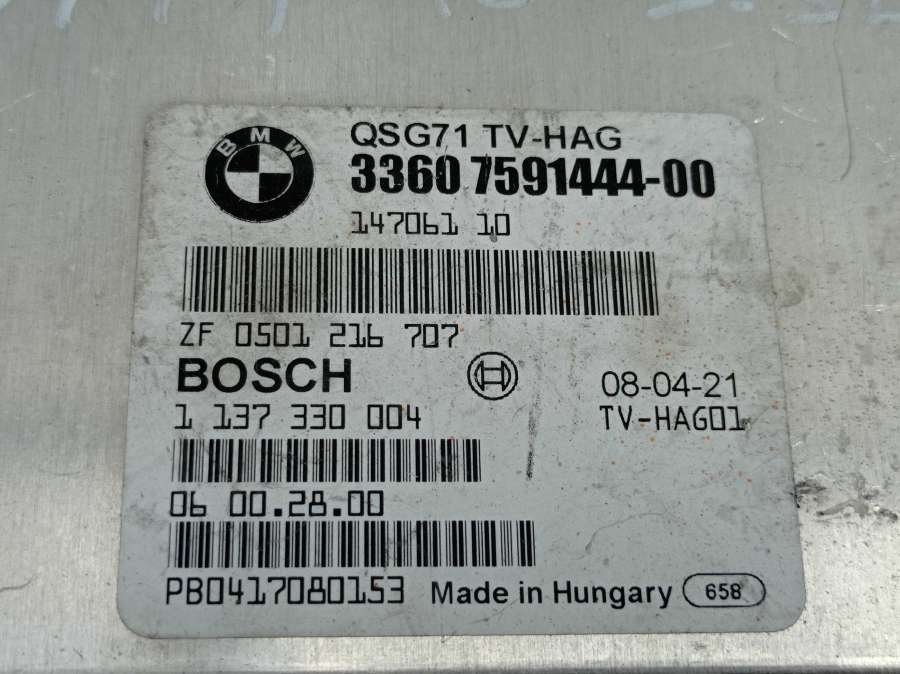 BMW
QSG71 TV-HAG
3360 7591444-00
147061 10
ZF 0501 216 707
BOSCH
08-04-21
1 137 330 004
TV-HAG01
06 00.28.00
PB0417080153
Made in Hungary
658